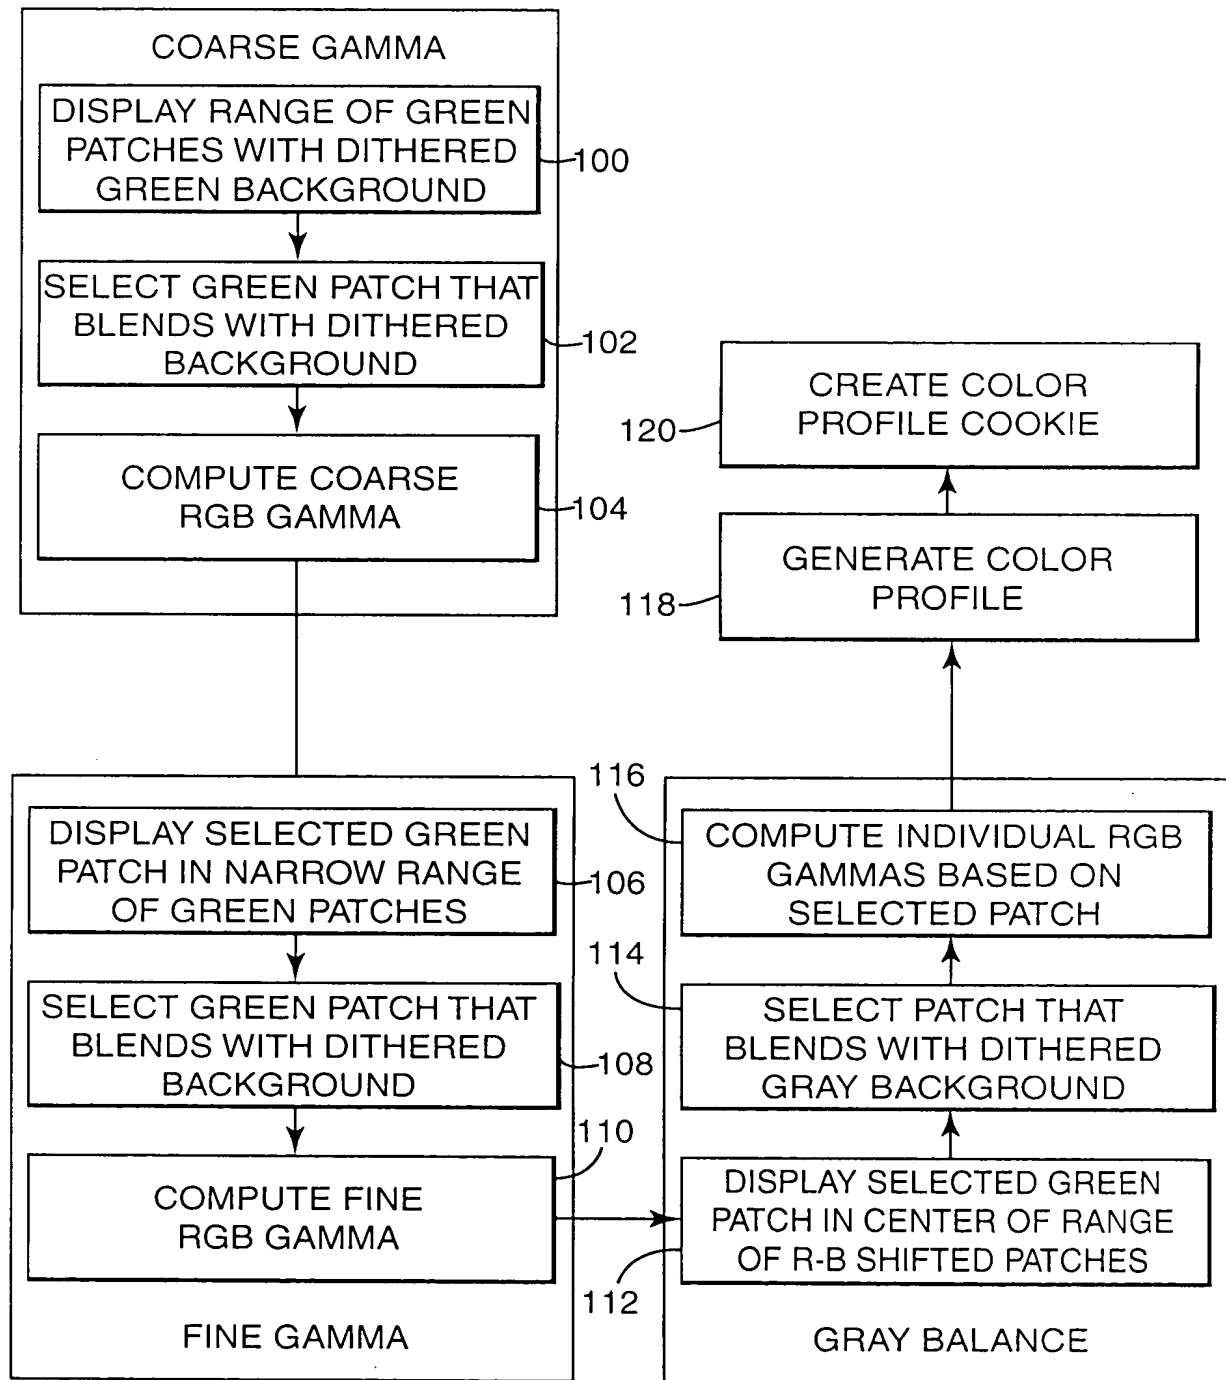 COARSE GAMMA
DISPLAY RANGE OF GREEN
PATCHES WITH DITHERED
GREEN BACKGROUND
100
SELECT GREEN PATCH THAT
BLENDS WITH DITHERED
BACKGROUND
102
COMPUTE COARSE
RGB GAMMA
104
DISPLAY SELECTED GREEN
PATCH IN NARROW RANGE
OF GREEN PATCHES
106
SELECT GREEN PATCH THAT
BLENDS WITH DITHERED
BACKGROUND
108
110
COMPUTE FINE
RGB GAMMA
FINE GAMMA
CREATE COLOR
PROFILE COOKIE
120
GENERATE COLOR
PROFILE
118
116
COMPUTE INDIVIDUAL RGB
GAMMAS BASED ON
SELECTED PATCH
114
SELECT PATCH THAT
BLENDS WITH DITHERED
GRAY BACKGROUND
DISPLAY SELECTED GREEN
PATCH IN CENTER OF RANGE
OF R-B SHIFTED PATCHES
112
GRAY BALANCE